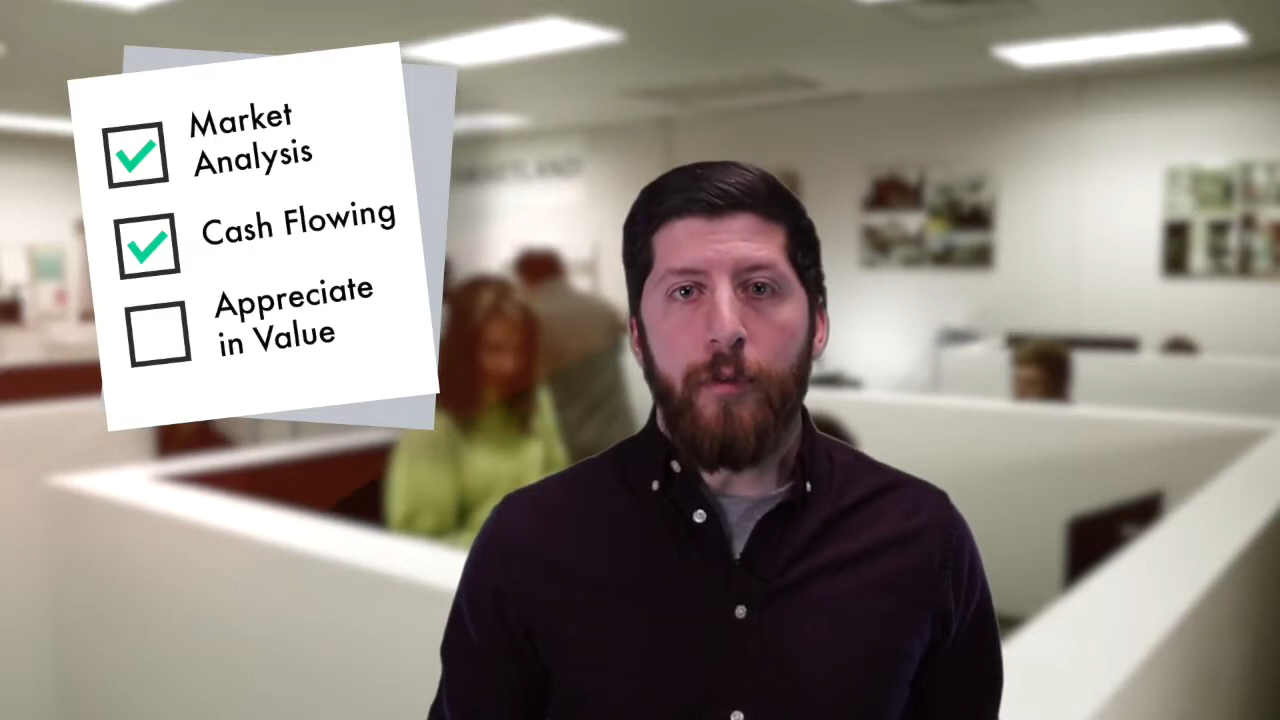 Market
Analysis
Cash Flowing
Appreciate
in Value